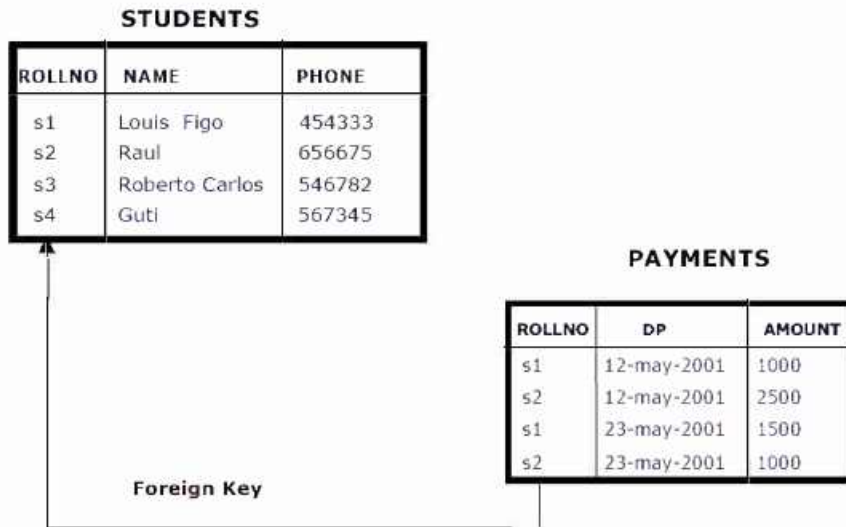 STUDENTS
ROLLNO NAME PHONE
s1 Louis Figo 454333
s2 Raul 656675
s3 Roberto Carlos 546782
s4 Guti 567345
PAYMENTS
ROLLNO DP AMOUNT
s1 12-may-2001 1000
s2 12-may-2001 2500
s1 23-may-2001 1500
s2 23-may-2001 1000
Foreign Key